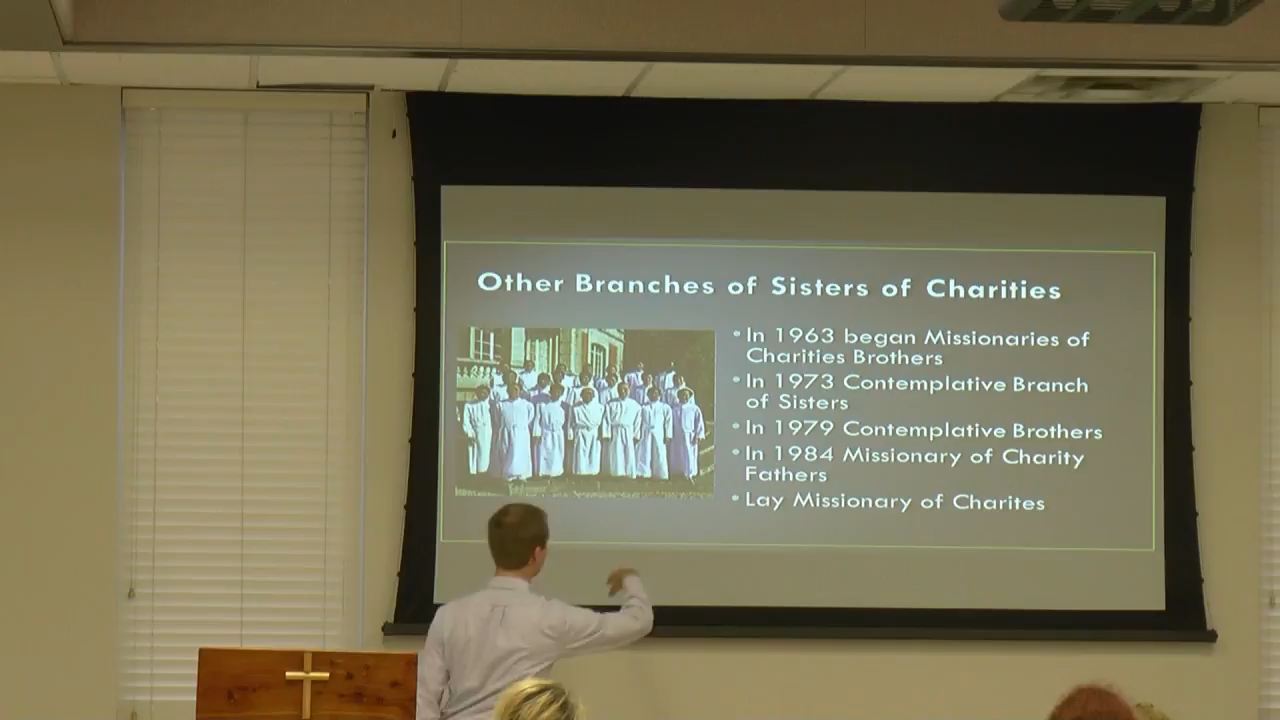 Other Branches of Sisters of Charities
• In 1963 began Missionaries of
Charities Brothers
• In 1973 Contemplative Branch
of Sisters
• In 1979 Contemplative Brothers
• In 1984 Missionary of Charity
Fathers
• Lay Missionary of Charites